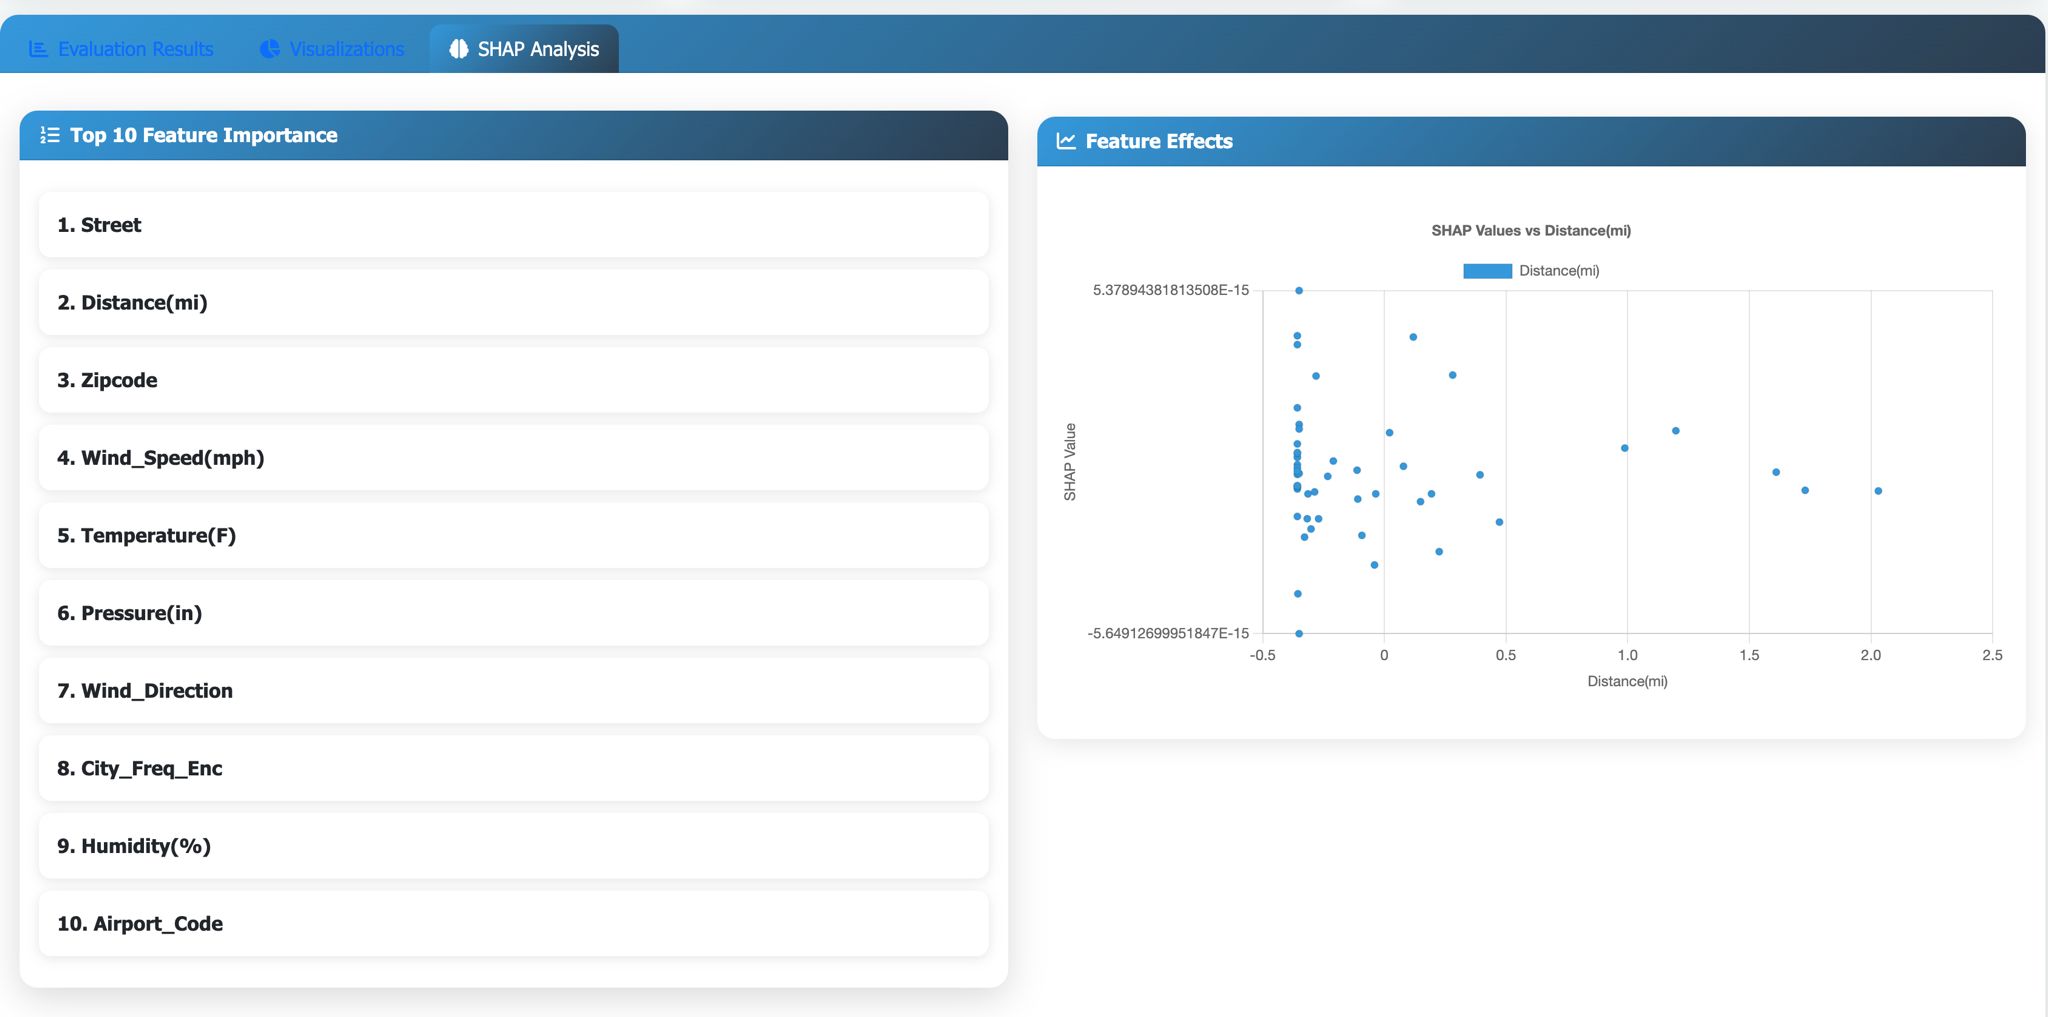 Evaluation Results
Visualizations
SHAP Analysis
Top 10 Feature Importance
1. Street
2. Distance(mi)
3. Zipcode
4. Wind_Speed(mph)
5. Temperature(F)
6. Pressure(in)
7. Wind_Direction
8. City_Freq_Enc
9. Humidity(%)
10. Airport_Code
Feature Effects
SHAP Values vs Distance(mi)
Distance(mi)
5.37894381813508E-15
SHAP Value
-5.64912699951847E-15
-0.5 0 0.5 1.0 1.5 2.0 2.5
Distance(mi)